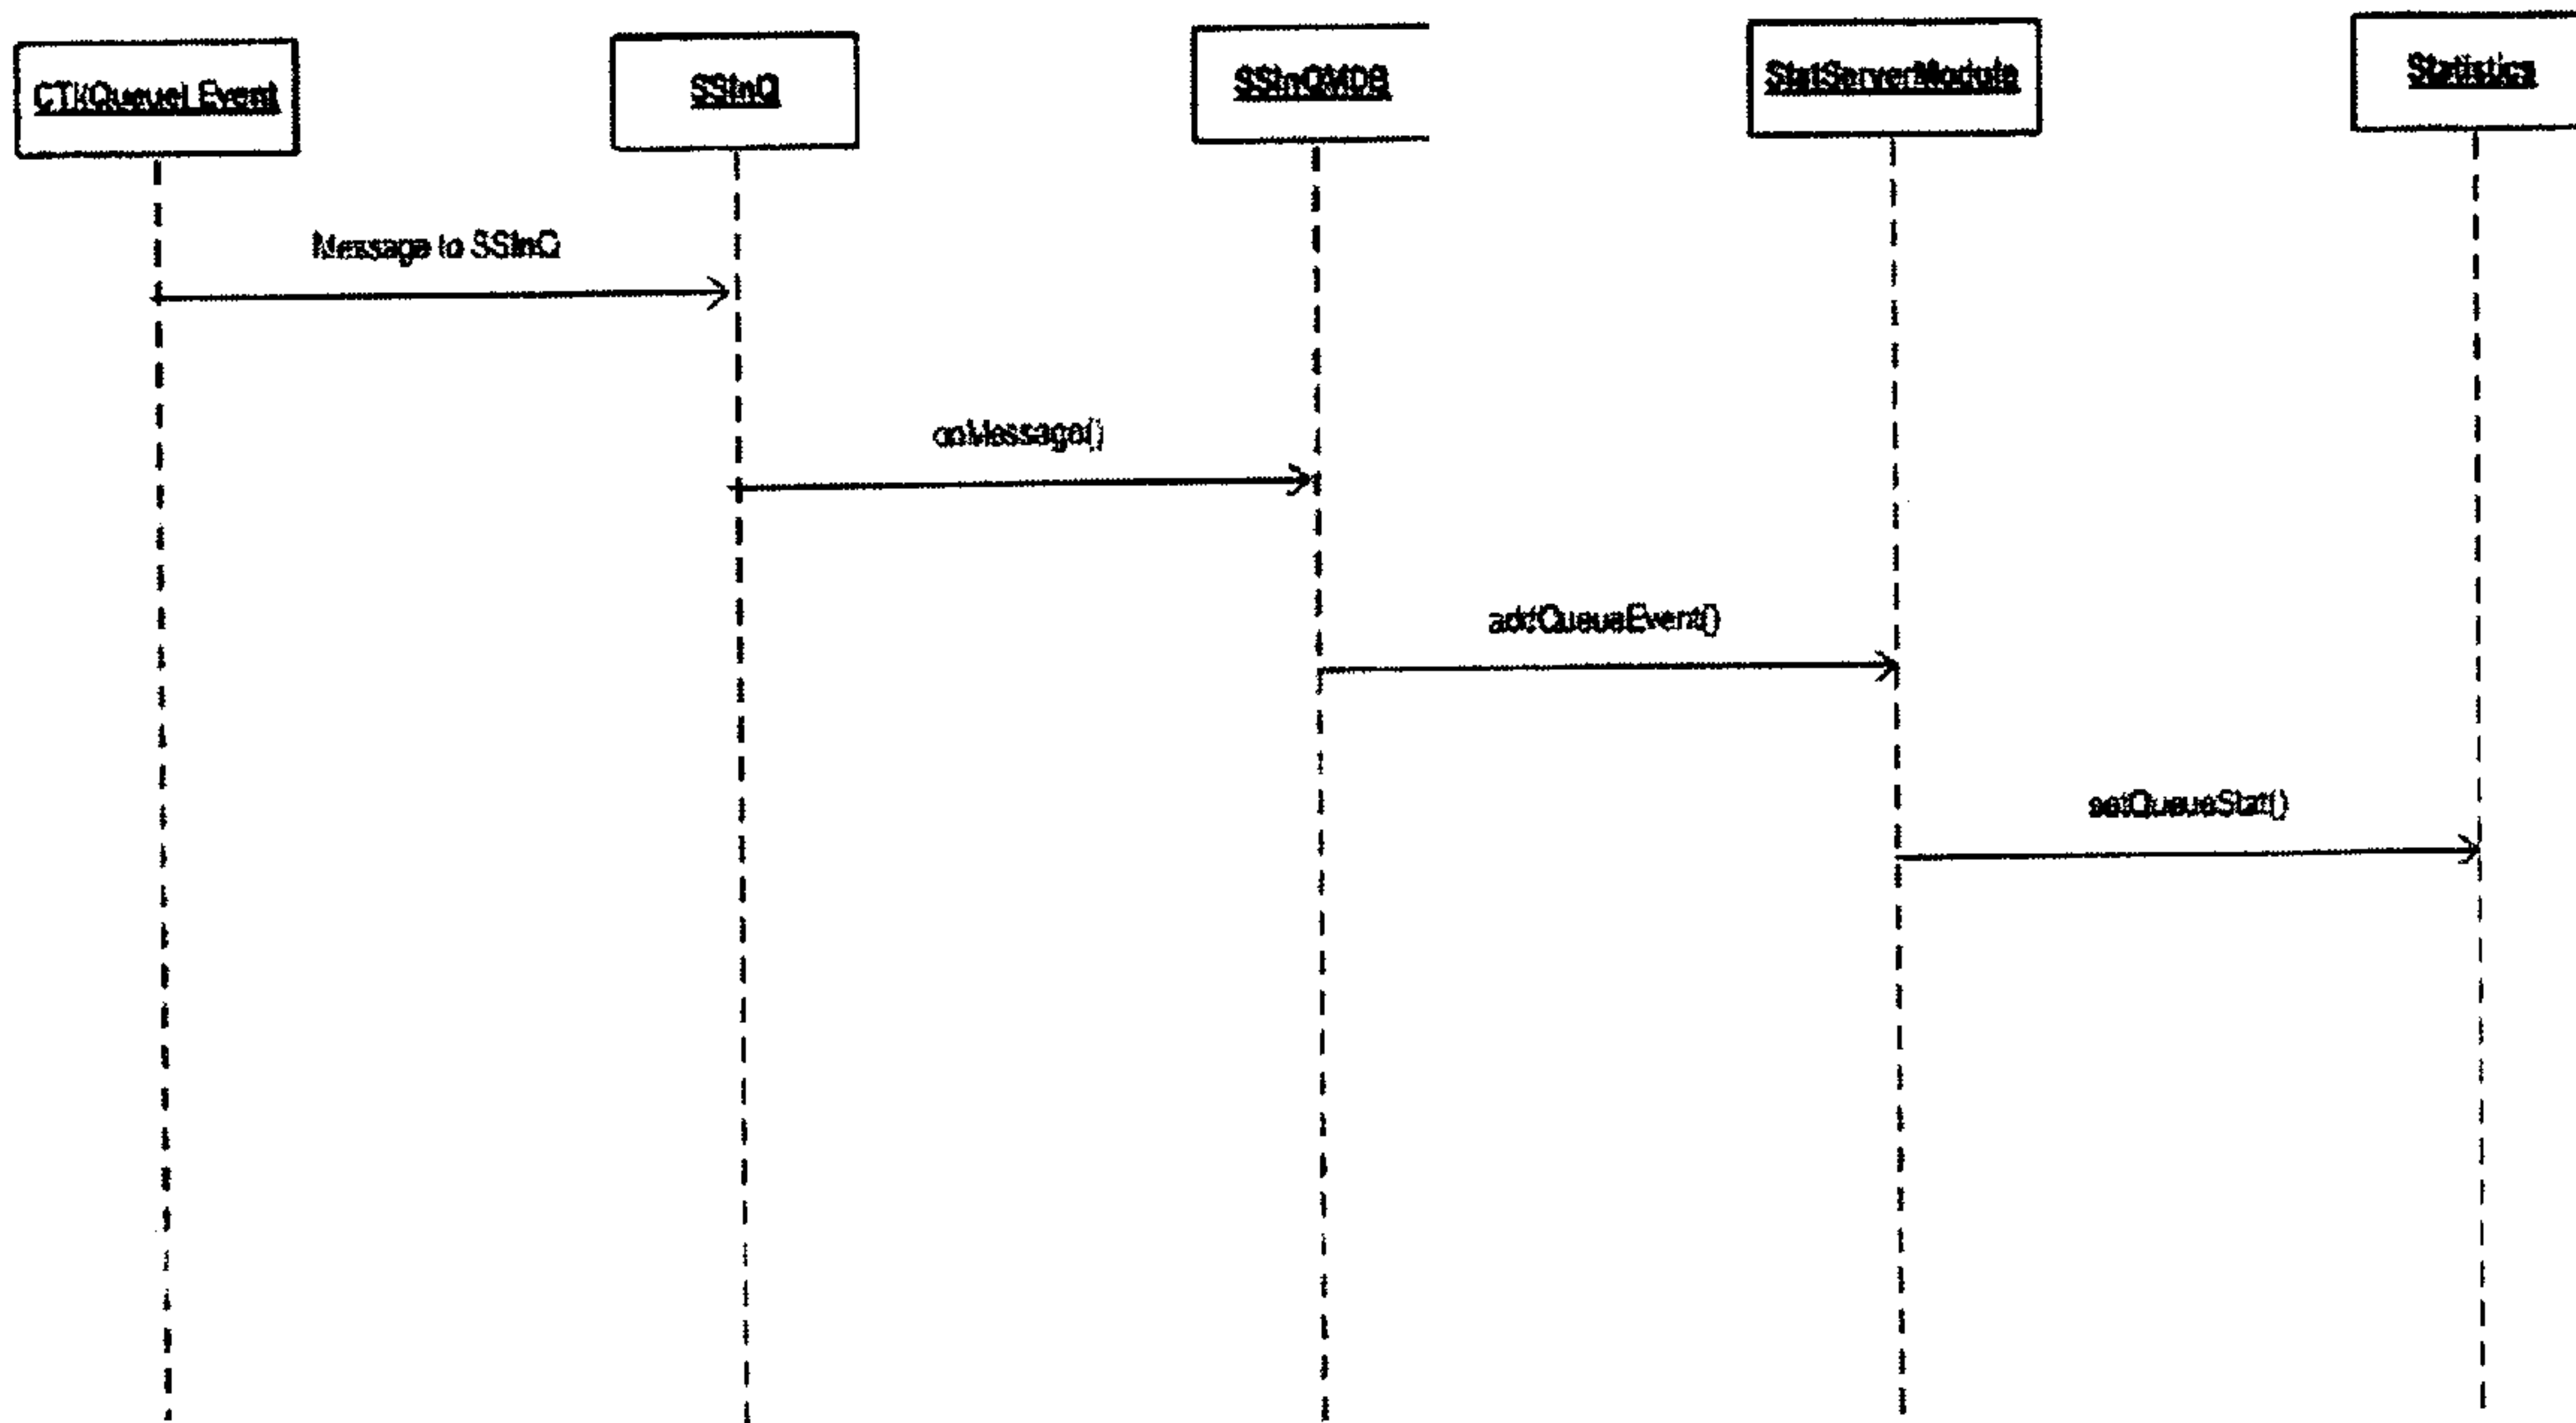 CTI(Queue) Event
SSInQ
SSInQMDB
StatServerModule
Statistics
Message to SSInQ
onMessage()
addQueueEvent()
setQueueStat()